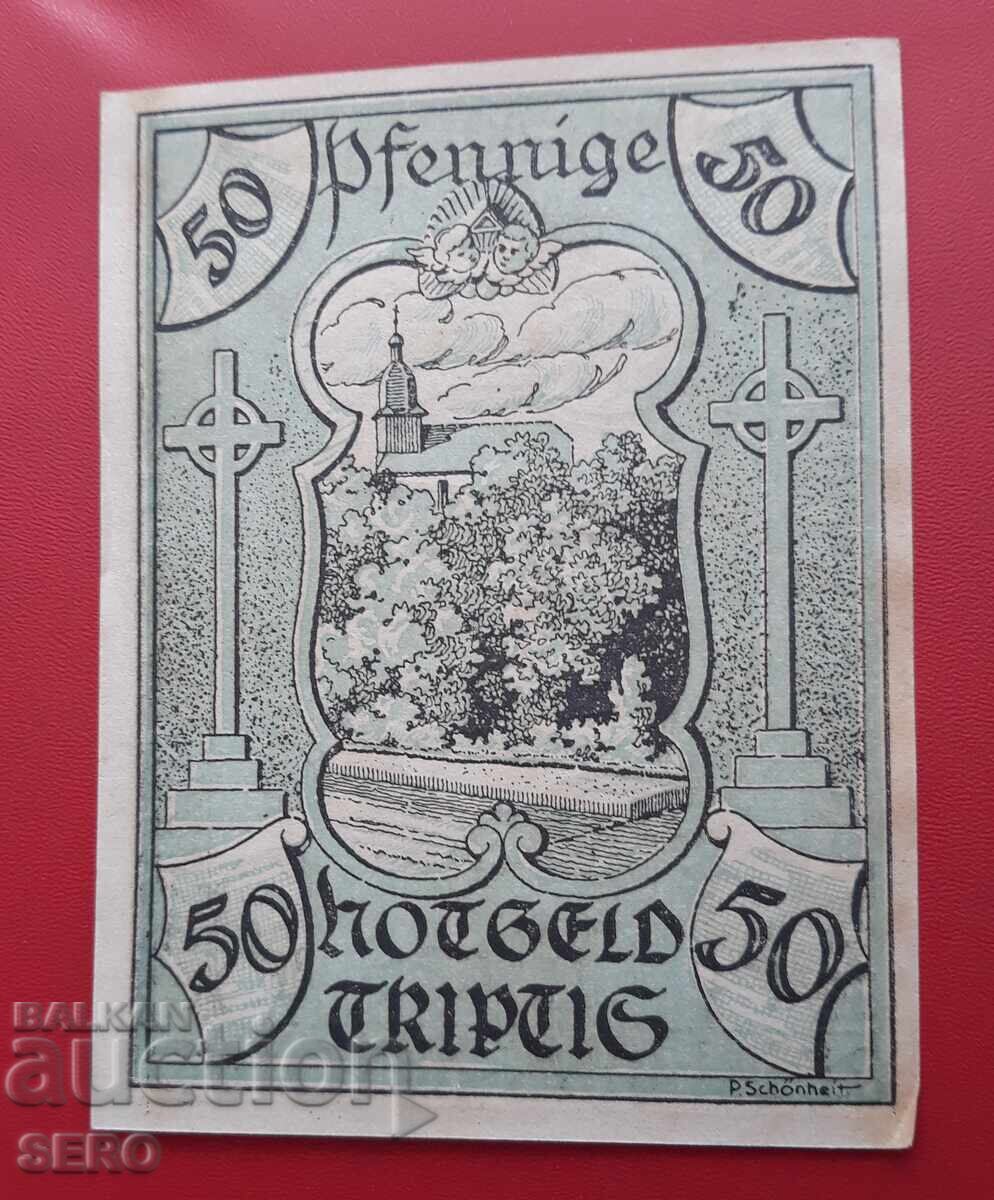 50 Pfennige 50
50 NOTGELD 50
TRIPTIS
P. Schönheit
BALKAN
auction
SERO